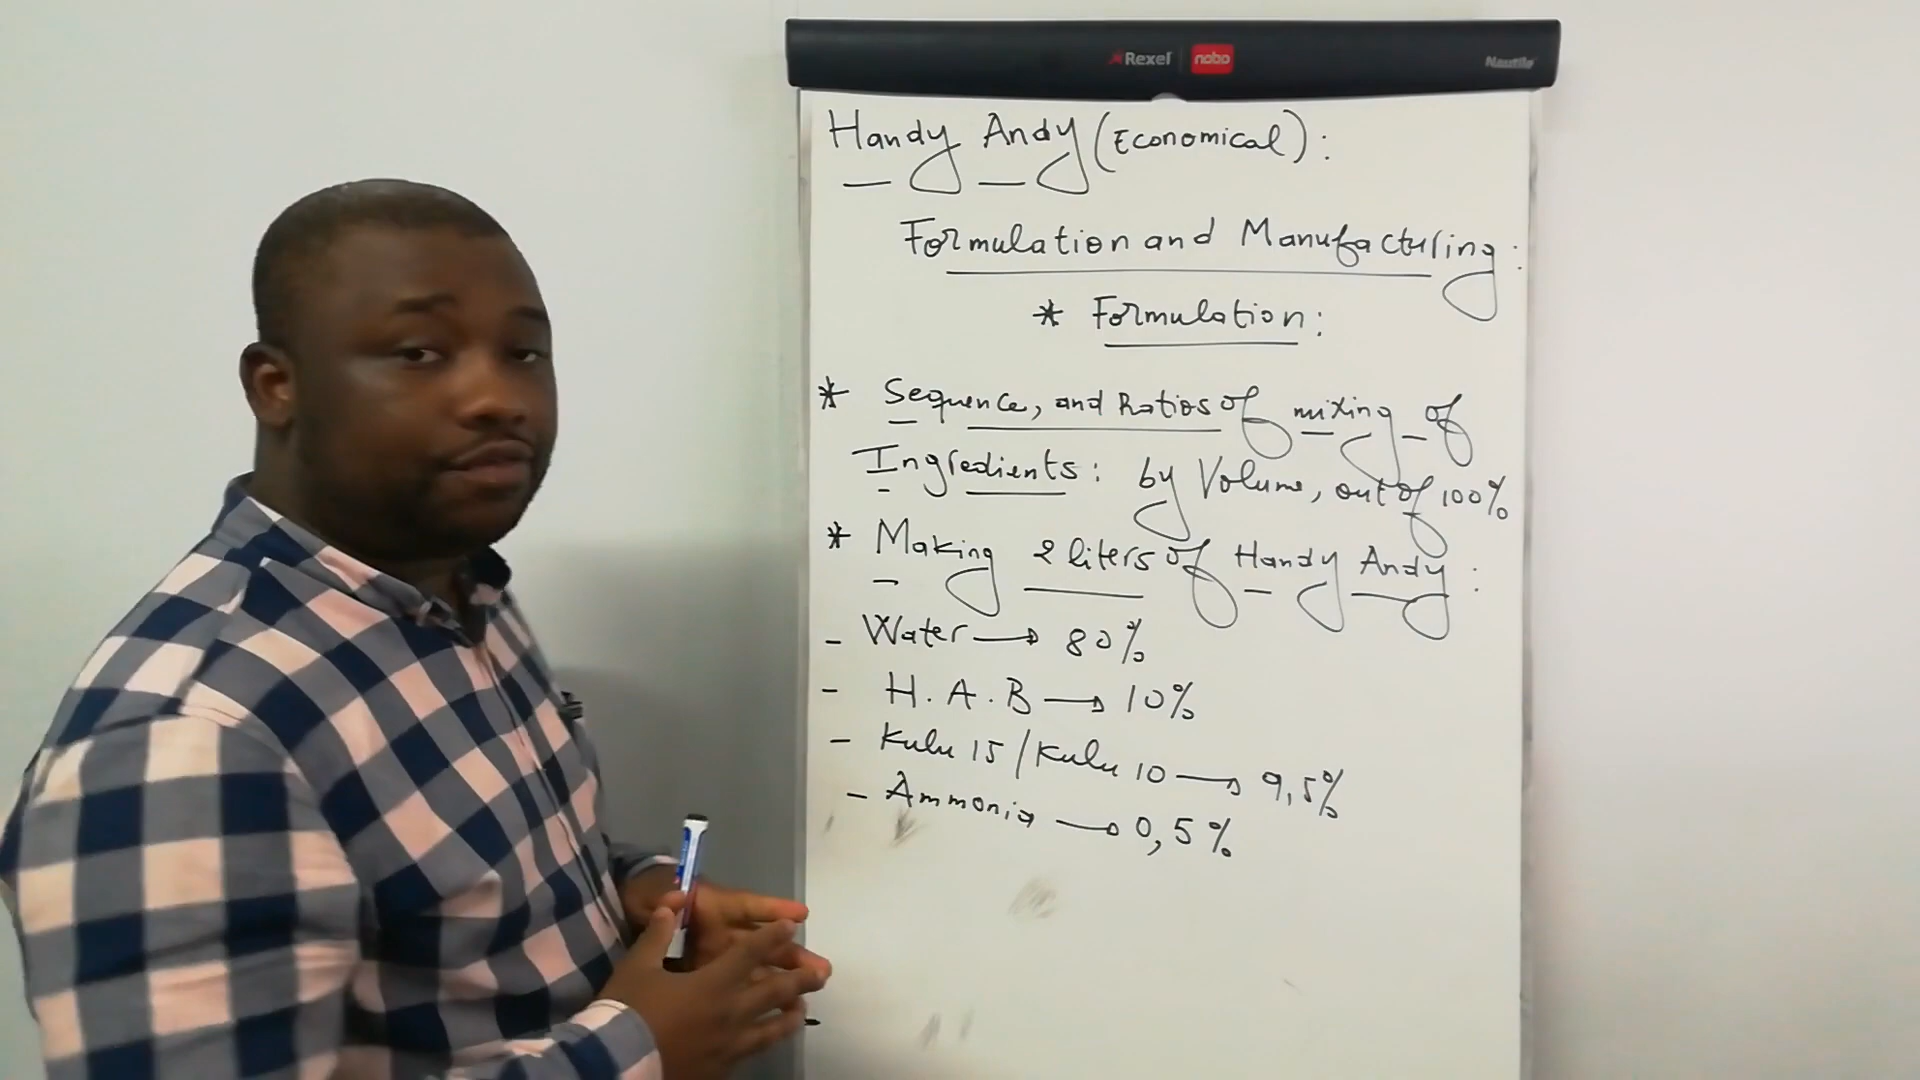 Rexel nobo Nautile
Handy Andy (Economical):
Formulation and Manufacturing:
* Formulation:
* Sequence, and Ratios of mixing of
Ingredients: by Volume, out of 100%
* Making 2 liters of Handy Andy:
- Water → 80%
- H.A.B → 10%
- Kulu 15 / Kulu 10 → 9,5%
- Ammonia → 0,5%